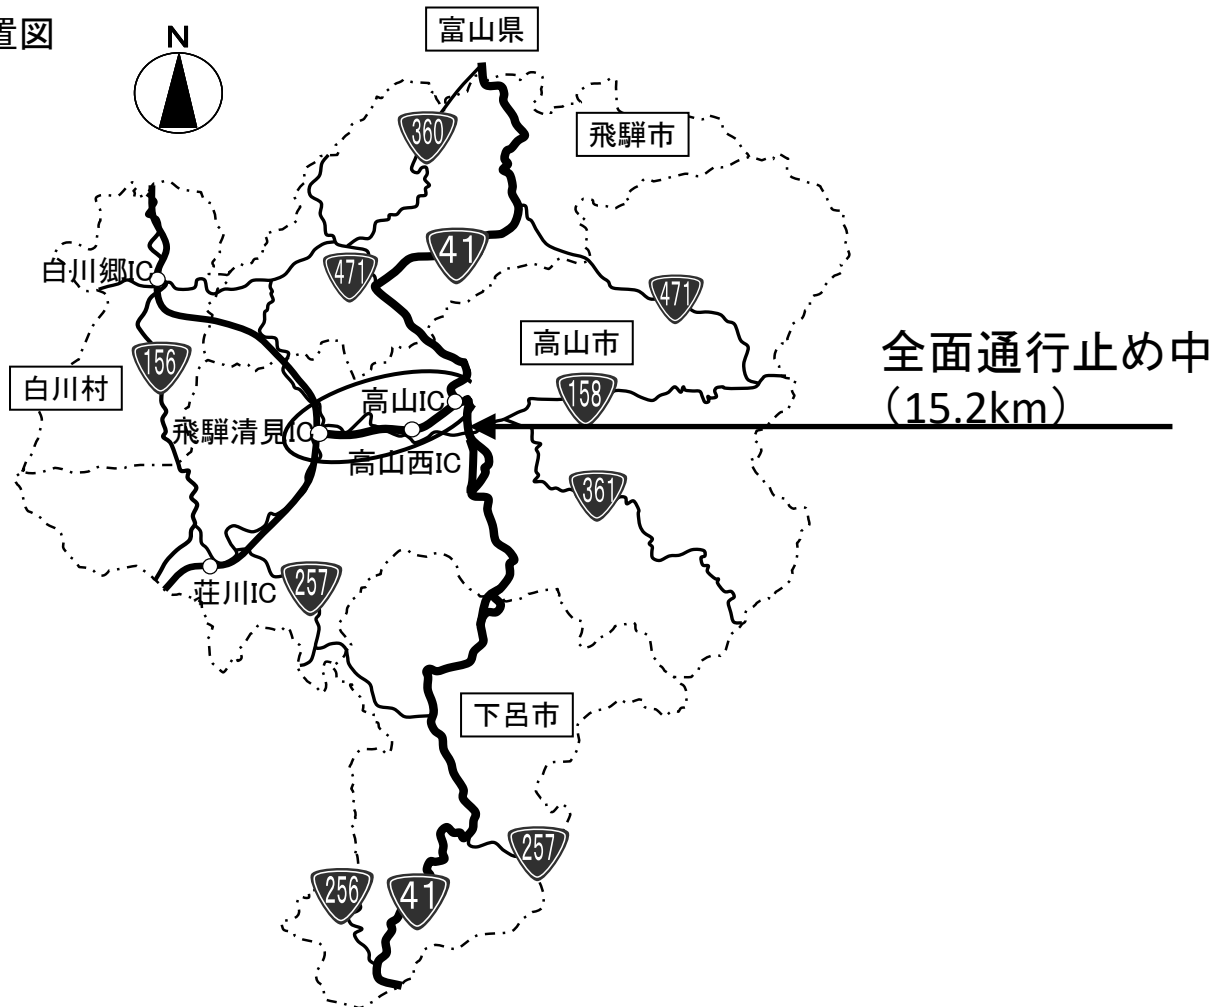 置図
N
富山県
360
飛騨市
41
白川郷IC
471
471
高山市
全面通行止め中
(15.2km)
156
白川村
158
高山IC
飛騨清見IC
高山西IC
361
荘川IC
257
下呂市
257
256
41